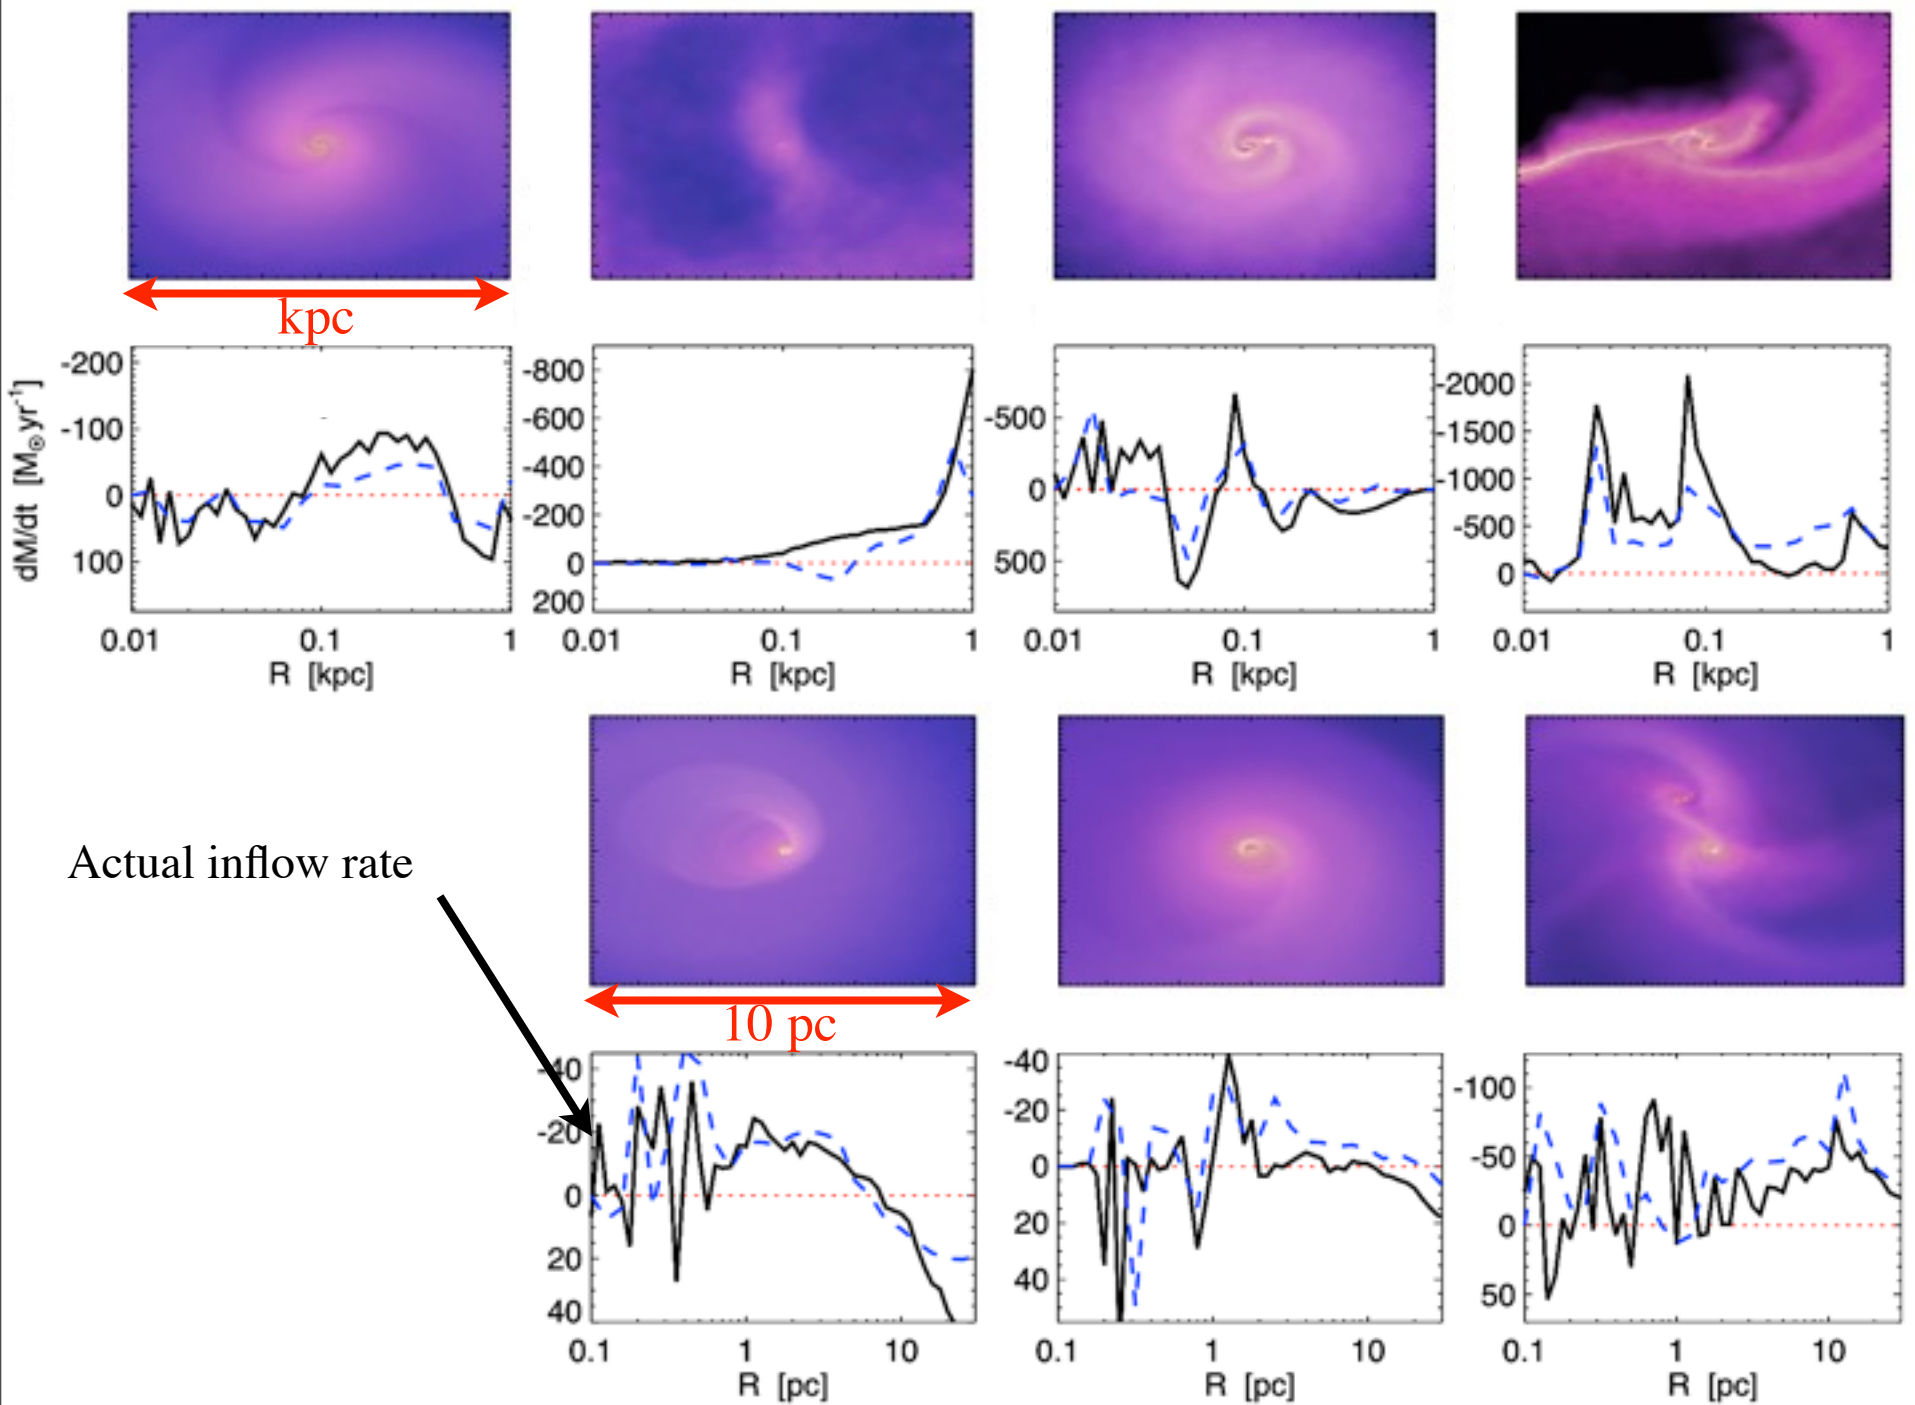 kpc
-200
-100
0
100
dM/dt [M⊙yr⁻¹]
0.01 0.1 1
R [kpc]
-800
-600
-400
-200
0
200
0.01 0.1 1
R [kpc]
-500
0
500
0.01 0.1 1
R [kpc]
-2000
-1500
-1000
-500
0
0.01 0.1 1
R [kpc]
Actual inflow rate
10 pc
-40
-20
0
20
40
0.1 1 10
R [pc]
-40
-20
0
20
40
0.1 1 10
R [pc]
-100
-50
0
50
0.1 1 10
R [pc]